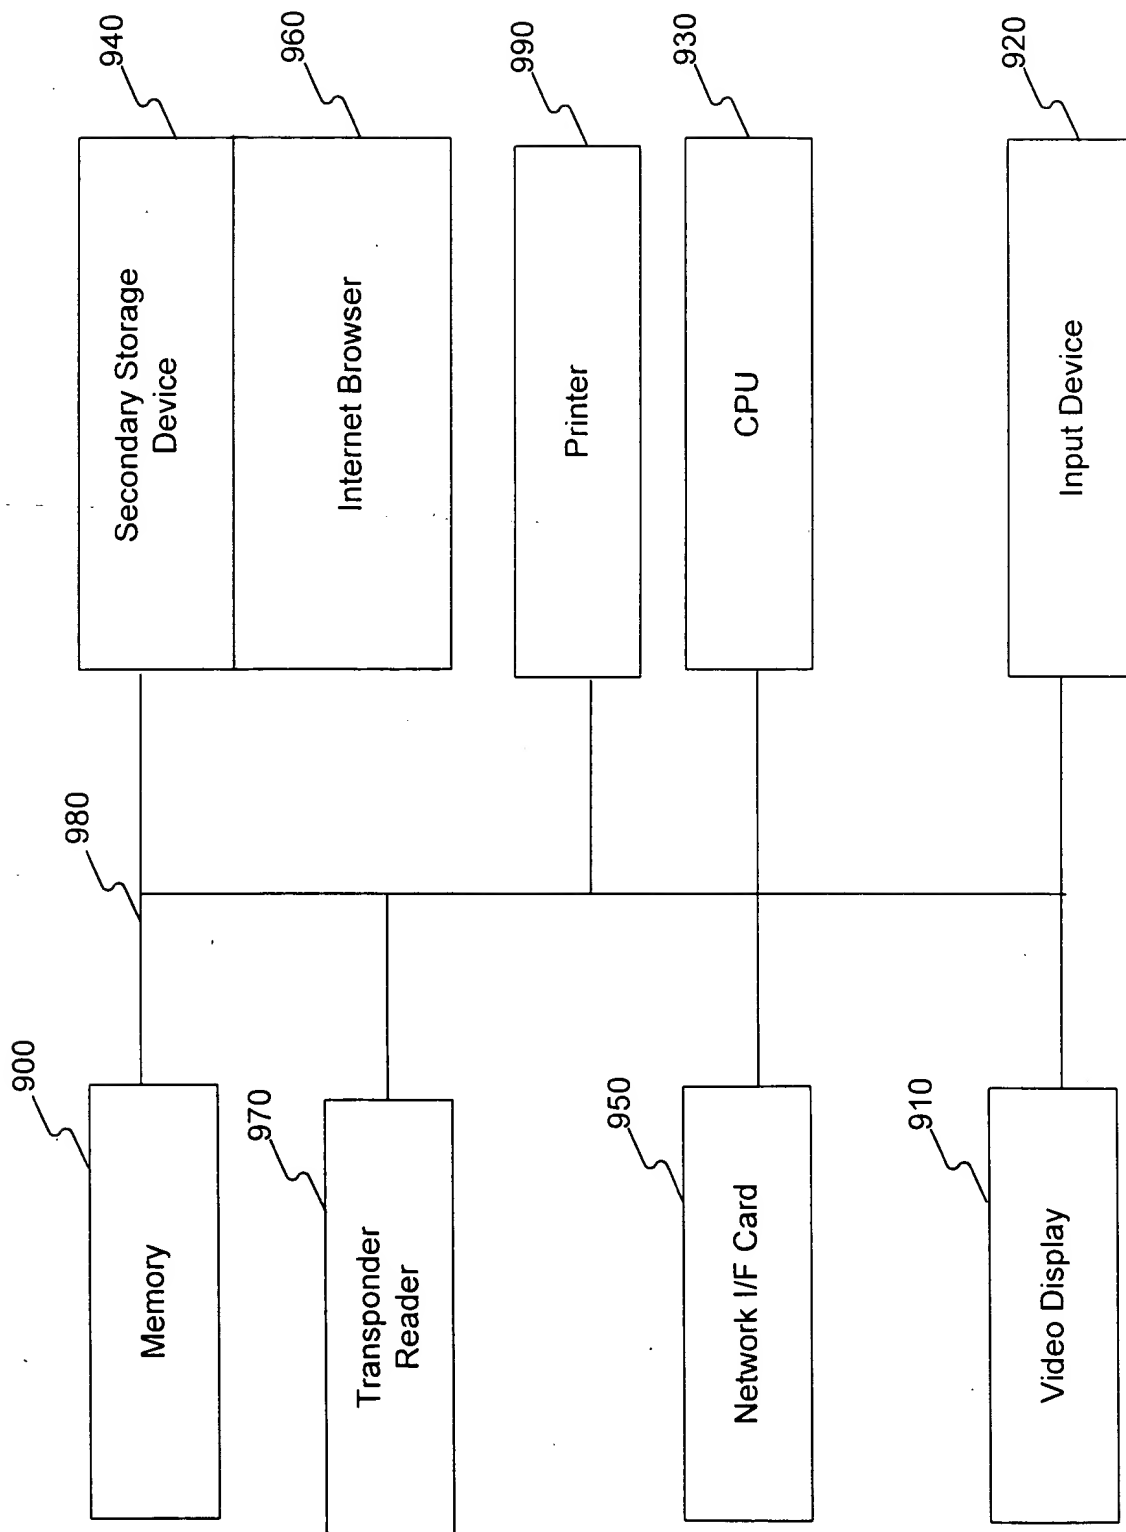 900
Memory
980
940
Secondary Storage
Device
960
Internet Browser
970
Transponder
Reader
990
Printer
950
Network I/F Card
930
CPU
910
Video Display
920
Input Device